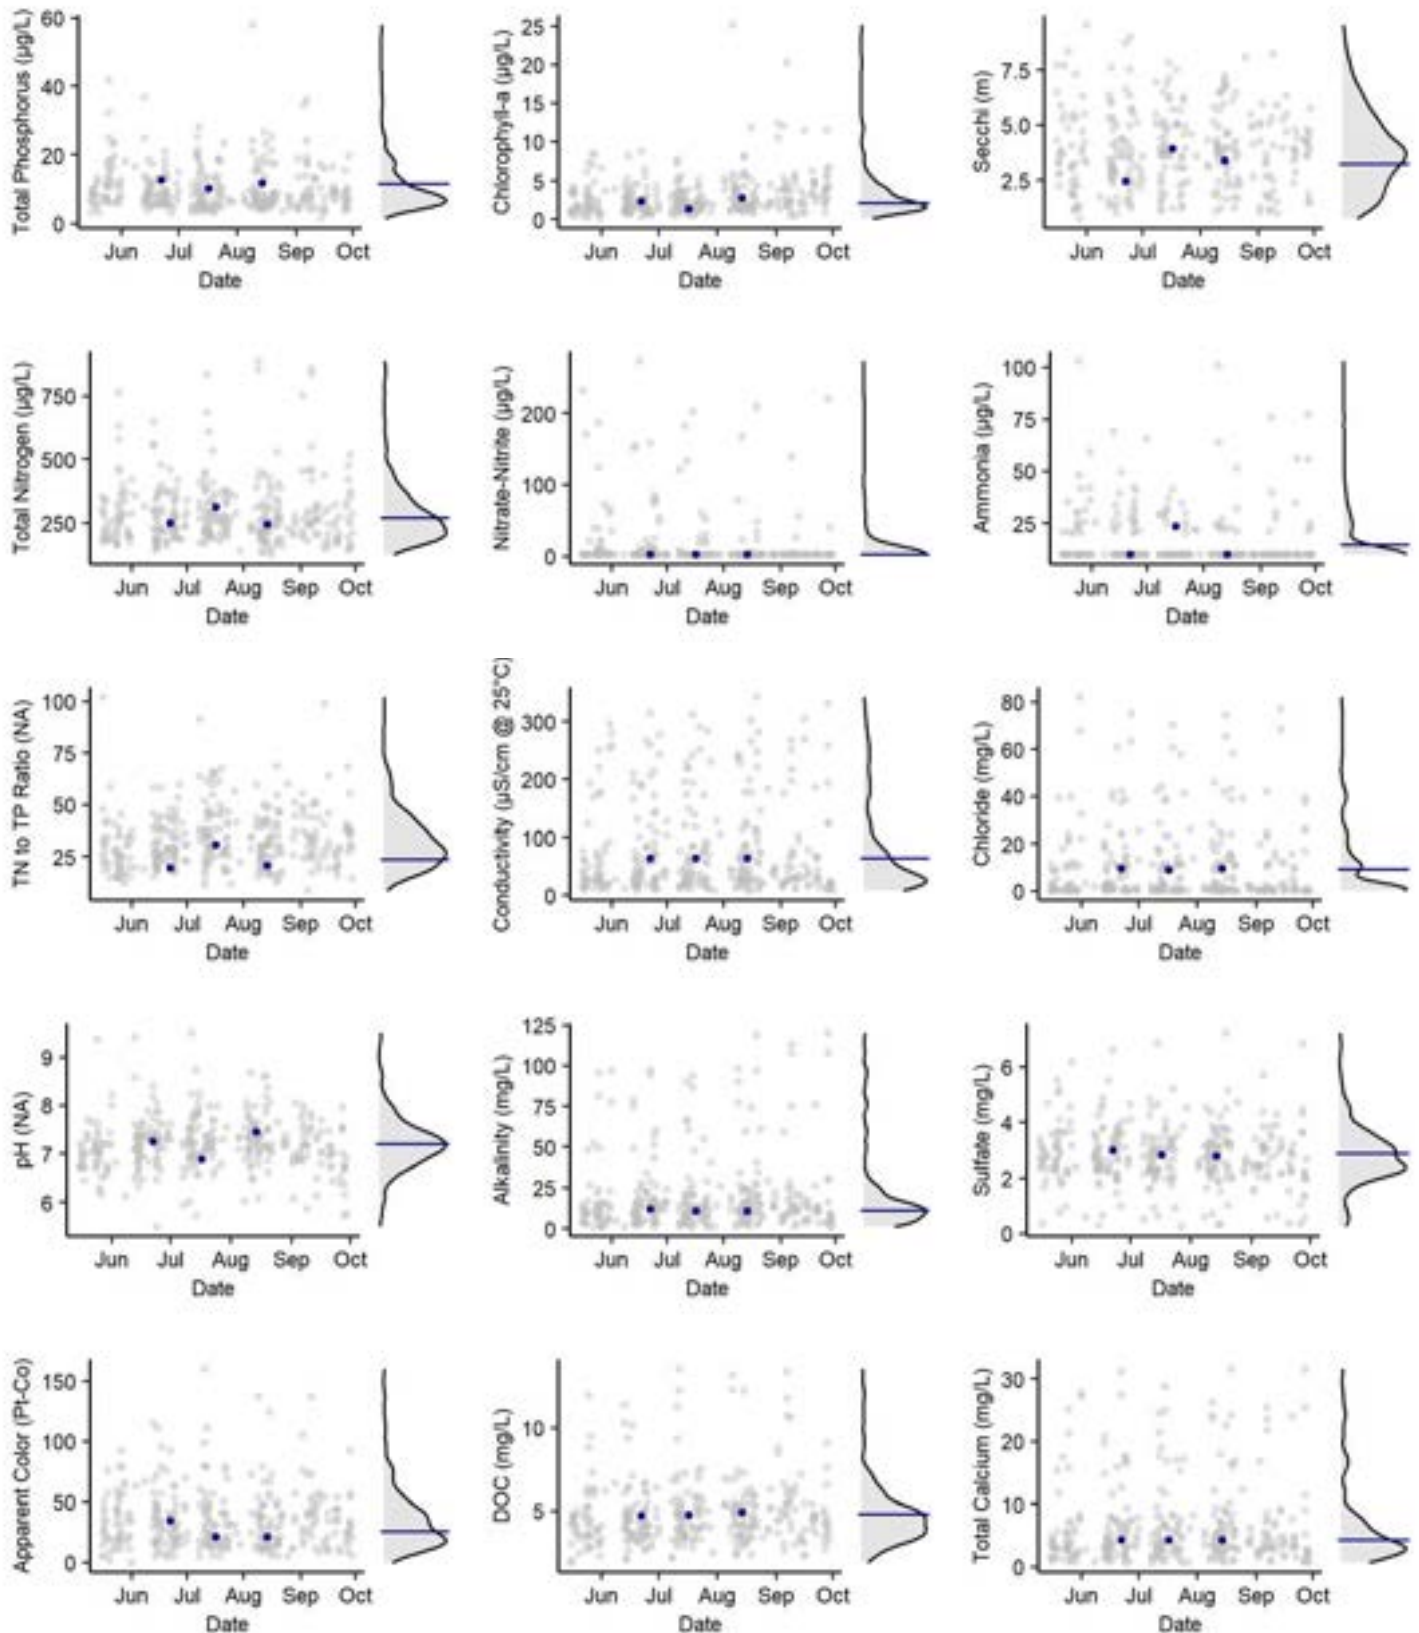 Total Phosphorus (µg/L)
60
40
20
0
Jun Jul Aug Sep Oct
Date
Chlorophyll-a (µg/L)
25
20
15
10
5
0
Jun Jul Aug Sep Oct
Date
Secchi (m)
7.5
5.0
2.5
Jun Jul Aug Sep Oct
Date
Total Nitrogen (µg/L)
750
500
250
Jun Jul Aug Sep Oct
Date
Nitrate-Nitrite (µg/L)
200
100
0
Jun Jul Aug Sep Oct
Date
Ammonia (µg/L)
100
75
50
25
Jun Jul Aug Sep Oct
Date
TN to TP Ratio (NA)
100
75
50
25
Jun Jul Aug Sep Oct
Date
Conductivity (µS/cm @ 25°C)
300
200
100
0
Jun Jul Aug Sep Oct
Date
Chloride (mg/L)
80
60
40
20
0
Jun Jul Aug Sep Oct
Date
pH (NA)
9
8
7
6
Jun Jul Aug Sep Oct
Date
Alkalinity (mg/L)
125
100
75
50
25
0
Jun Jul Aug Sep Oct
Date
Sulfate (mg/L)
6
4
2
0
Jun Jul Aug Sep Oct
Date
Apparent Color (Pt-Co)
150
100
50
0
Jun Jul Aug Sep Oct
Date
DOC (mg/L)
10
5
Jun Jul Aug Sep Oct
Date
Total Calcium (mg/L)
30
20
10
0
Jun Jul Aug Sep Oct
Date